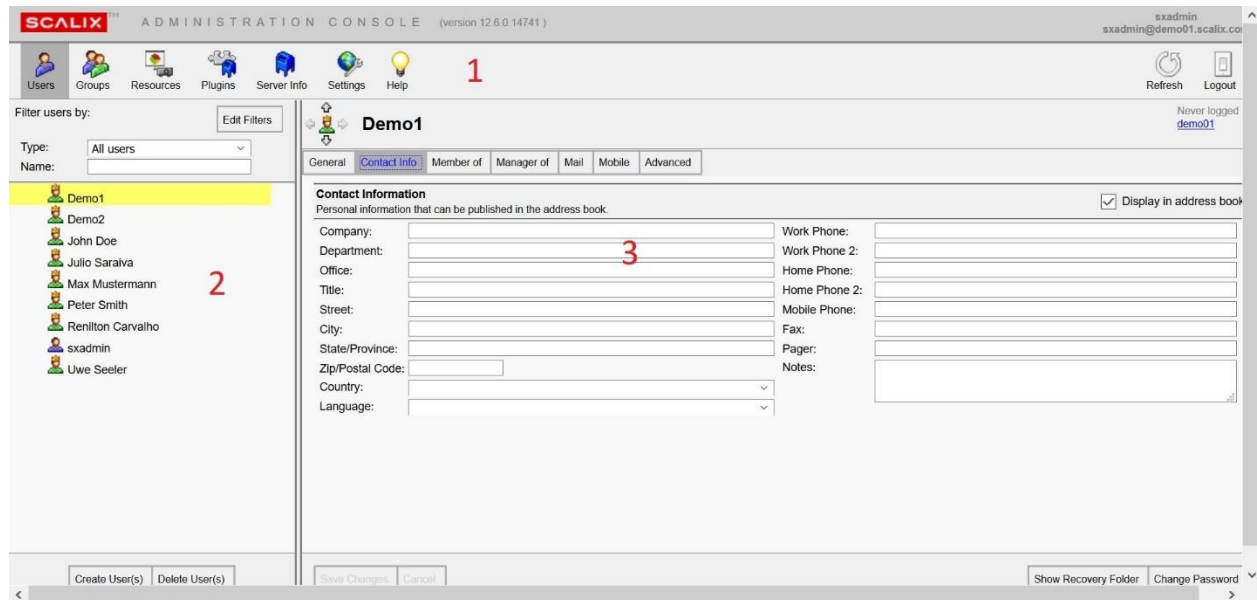 SCALIX™ ADMINISTRATION CONSOLE (version 12.6.0.14741 )
sxadmin
sxadmin@demo01.scalix.co
Users Groups Resources Plugins Server Info Settings Help
1
Refresh Logout
Filter users by:
Edit Filters
Type: All users
Name:
Demo1
Demo2
John Doe
Julio Saraiva
Max Mustermann
Peter Smith
Renilton Carvalho
sxadmin
Uwe Seeler
2
Create User(s) Delete User(s)
Demo1
Never logged
demo01
General Contact Info Member of Manager of Mail Mobile Advanced
Contact Information
Personal information that can be published in the address book.
Display in address book
3
Company:
Department:
Office:
Title:
Street:
City:
State/Province:
Zip/Postal Code:
Country:
Language:
Work Phone:
Work Phone 2:
Home Phone:
Home Phone 2:
Mobile Phone:
Fax:
Pager:
Notes:
Save Changes Cancel
Show Recovery Folder Change Password